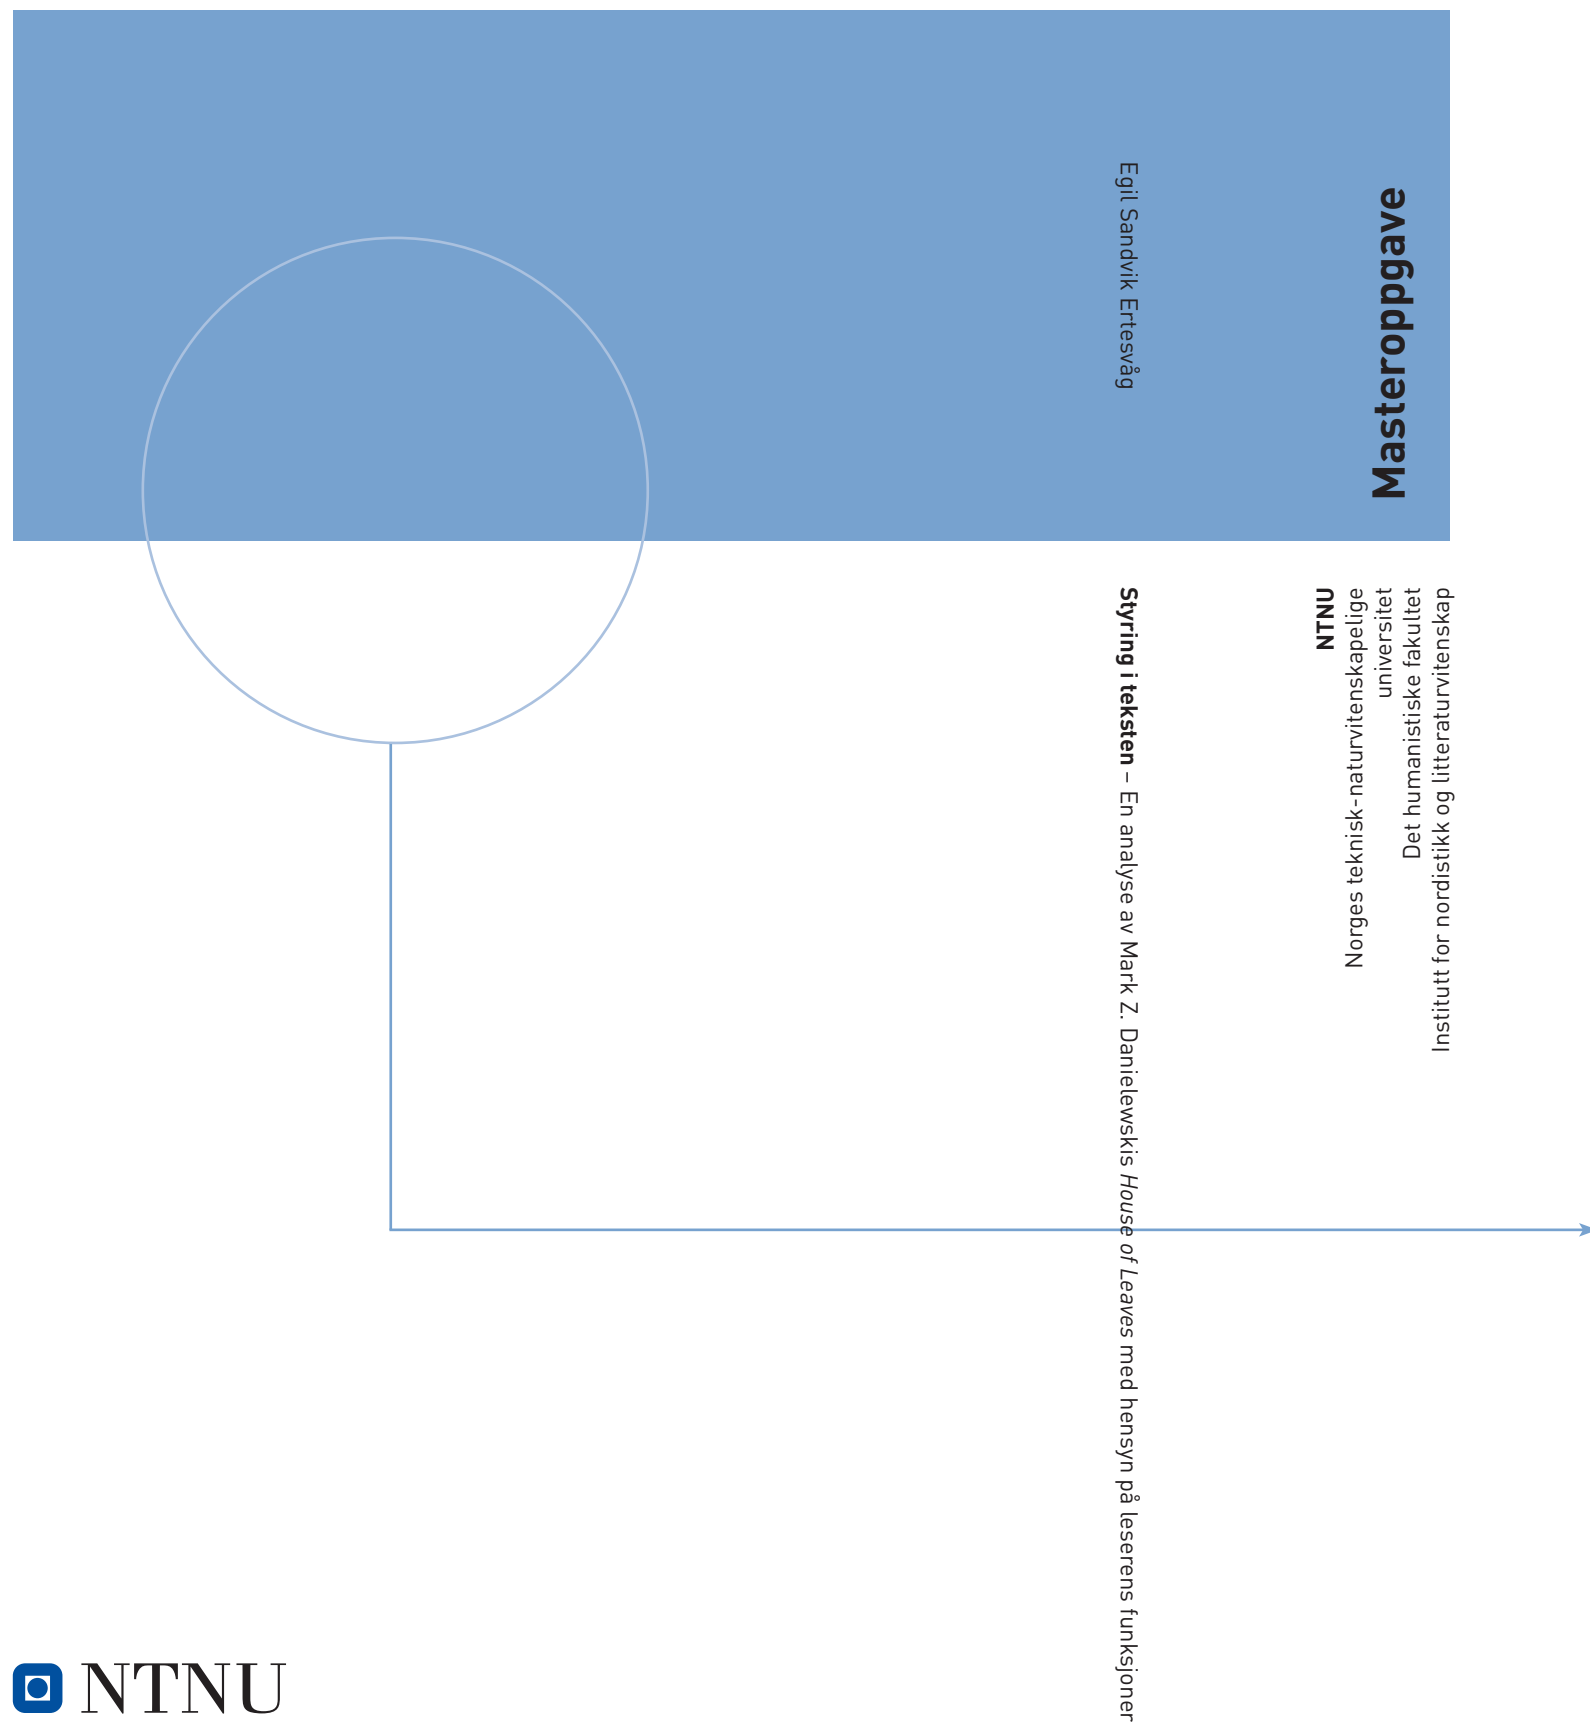 Egil Sandvik Ertesvåg
Masteroppgave
Styring i teksten – En analyse av Mark Z. Danielewskis House of Leaves med hensyn på leserens funksjoner
NTNU
Norges teknisk-naturvitenskapelige
universitet
Det humanistiske fakultet
Institutt for nordistikk og litteraturvitenskap
NTNU